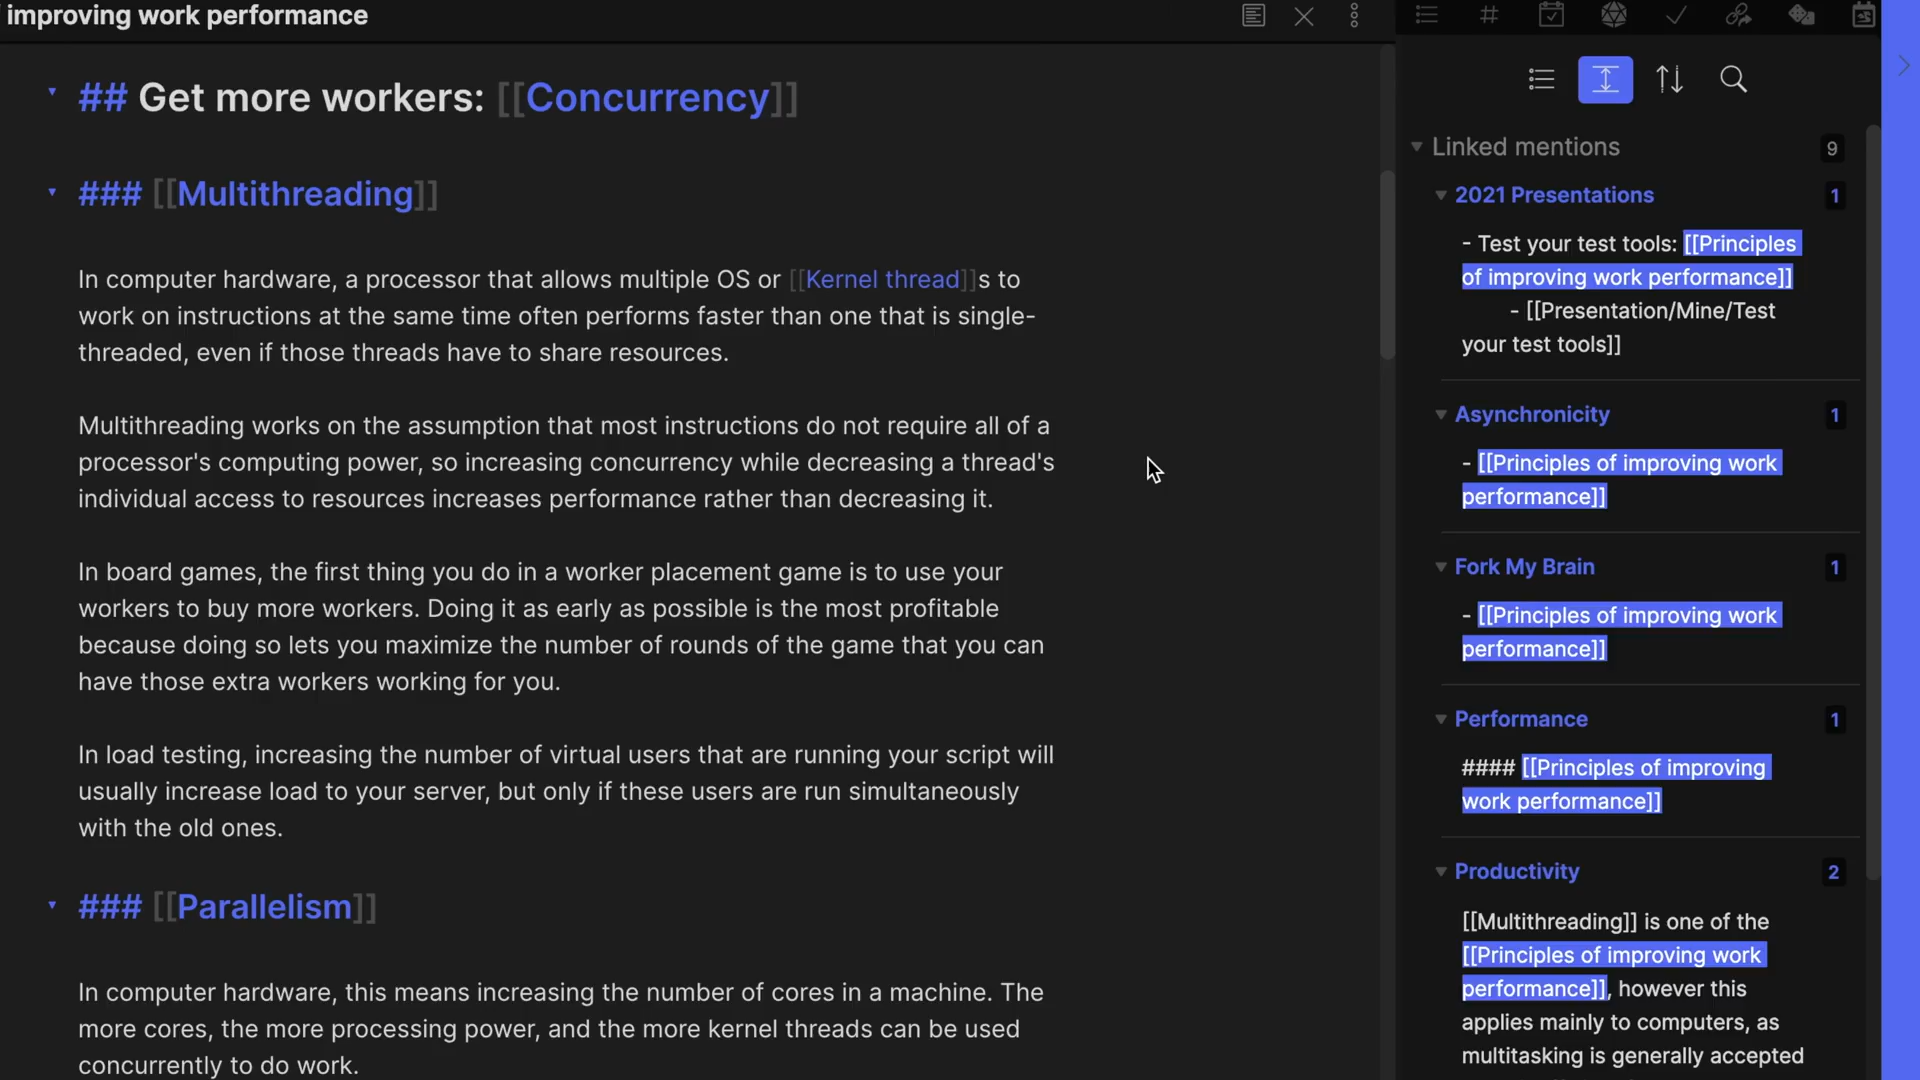 improving work performance
## Get more workers: [[Concurrency]]
### [[Multithreading]]
In computer hardware, a processor that allows multiple OS or [[Kernel thread]]s to
work on instructions at the same time often performs faster than one that is single-
threaded, even if those threads have to share resources.
Multithreading works on the assumption that most instructions do not require all of a
processor's computing power, so increasing concurrency while decreasing a thread's
individual access to resources increases performance rather than decreasing it.
In board games, the first thing you do in a worker placement game is to use your
workers to buy more workers. Doing it as early as possible is the most profitable
because doing so lets you maximize the number of rounds of the game that you can
have those extra workers working for you.
In load testing, increasing the number of virtual users that are running your script will
usually increase load to your server, but only if these users are run simultaneously
with the old ones.
### [[Parallelism]]
In computer hardware, this means increasing the number of cores in a machine. The
more cores, the more processing power, and the more kernel threads can be used
concurrently to do work.
Linked mentions 9
2021 Presentations 1
- Test your test tools: [[Principles
of improving work performance]]
- [[Presentation/Mine/Test
your test tools]]
Asynchronicity 1
- [[Principles of improving work
performance]]
Fork My Brain 1
- [[Principles of improving work
performance]]
Performance 1
#### [[Principles of improving
work performance]]
Productivity 2
[[Multithreading]] is one of the
[[Principles of improving work
performance]], however this
applies mainly to computers, as
multitasking is generally accepted